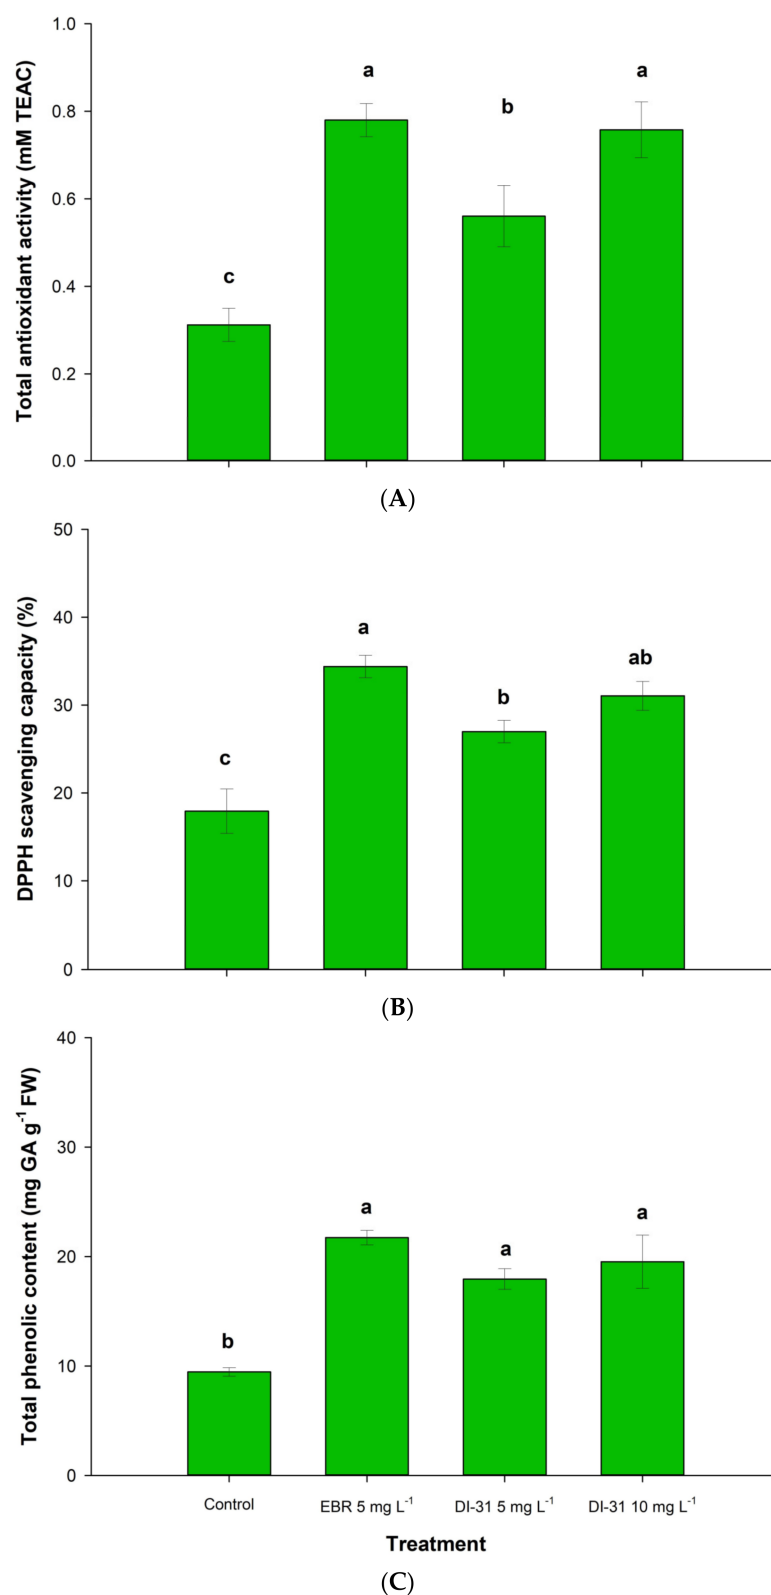 Total antioxidant activity (mM TEAC)
1.0
0.8
0.6
0.4
0.2
0.0
c
a
b
a
(A)
DPPH scavenging capacity (%)
50
40
30
20
10
0
c
a
b
ab
(B)
Total phenolic content (mg GA g⁻¹ FW)
40
30
20
10
0
b
a
a
a
Control EBR 5 mg L⁻¹ DI-31 5 mg L⁻¹ DI-31 10 mg L⁻¹
Treatment
(C)